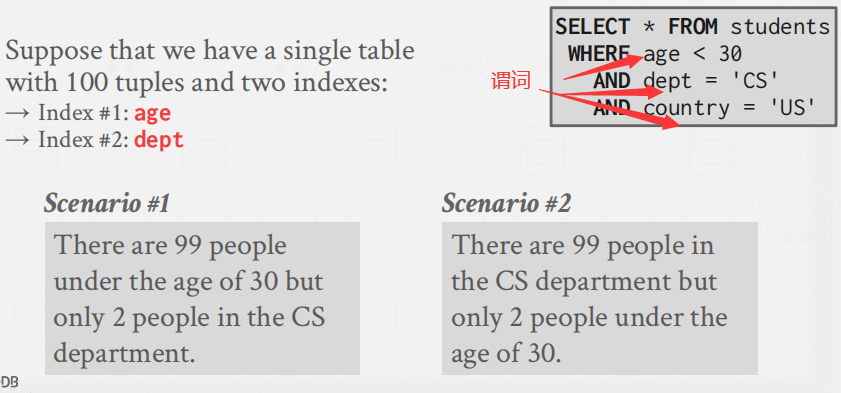 Suppose that we have a single table
with 100 tuples and two indexes:
→ Index #1: age
→ Index #2: dept
SELECT * FROM students
WHERE age < 30
AND dept = 'CS'
AND country = 'US'
谓词
Scenario #1
There are 99 people
under the age of 30 but
only 2 people in the CS
department.
Scenario #2
There are 99 people in
the CS department but
only 2 people under the
age of 30.
DB